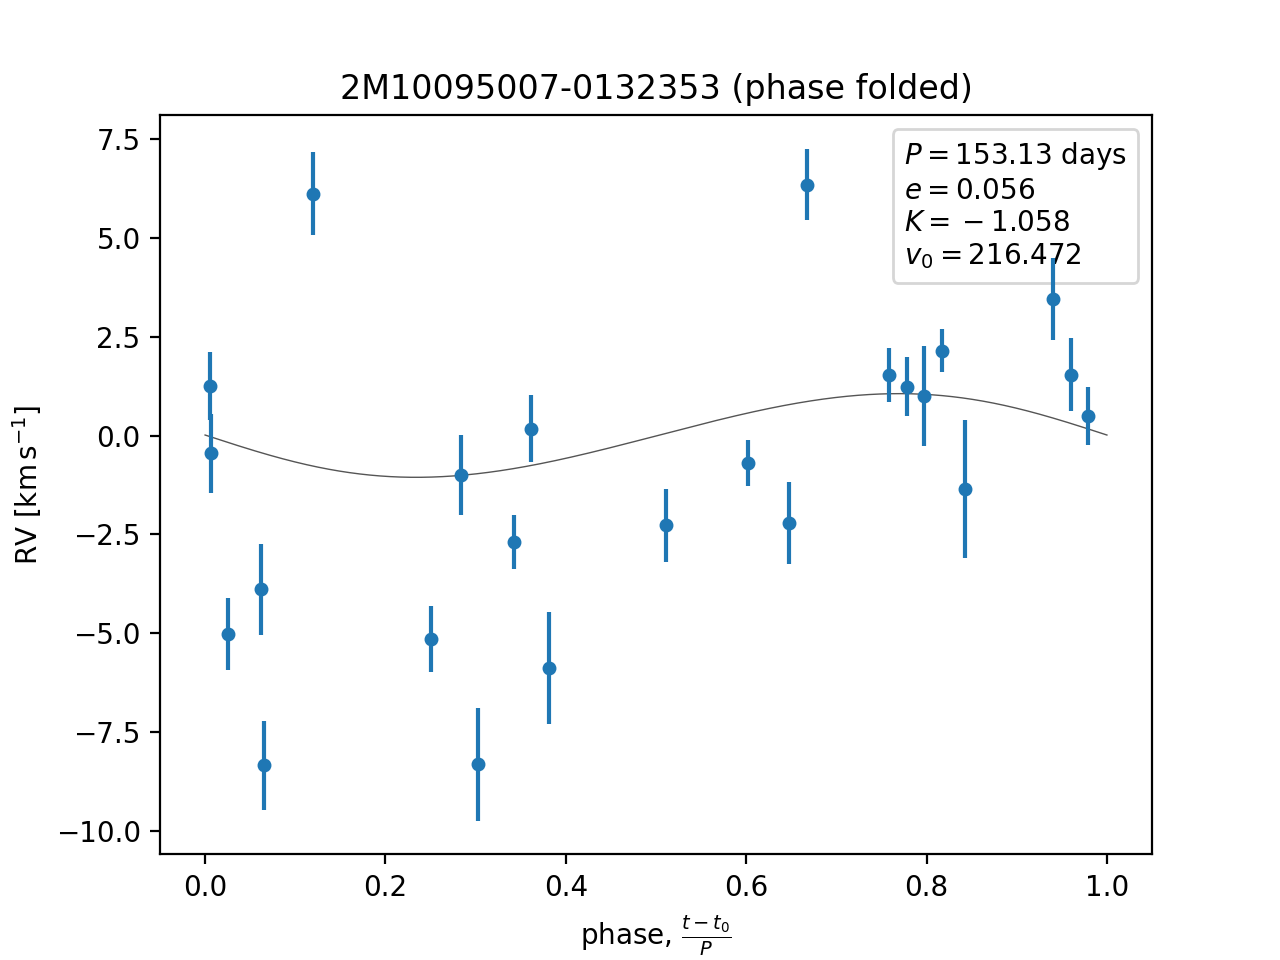 2M10095007-0132353 (phase folded)
P = 153.13 days
e = 0.056
K = −1.058
v₀ = 216.472
RV [km s⁻¹]
7.5
5.0
2.5
0.0
−2.5
−5.0
−7.5
−10.0
0.0 0.2 0.4 0.6 0.8 1.0
phase, (t − t₀)/P